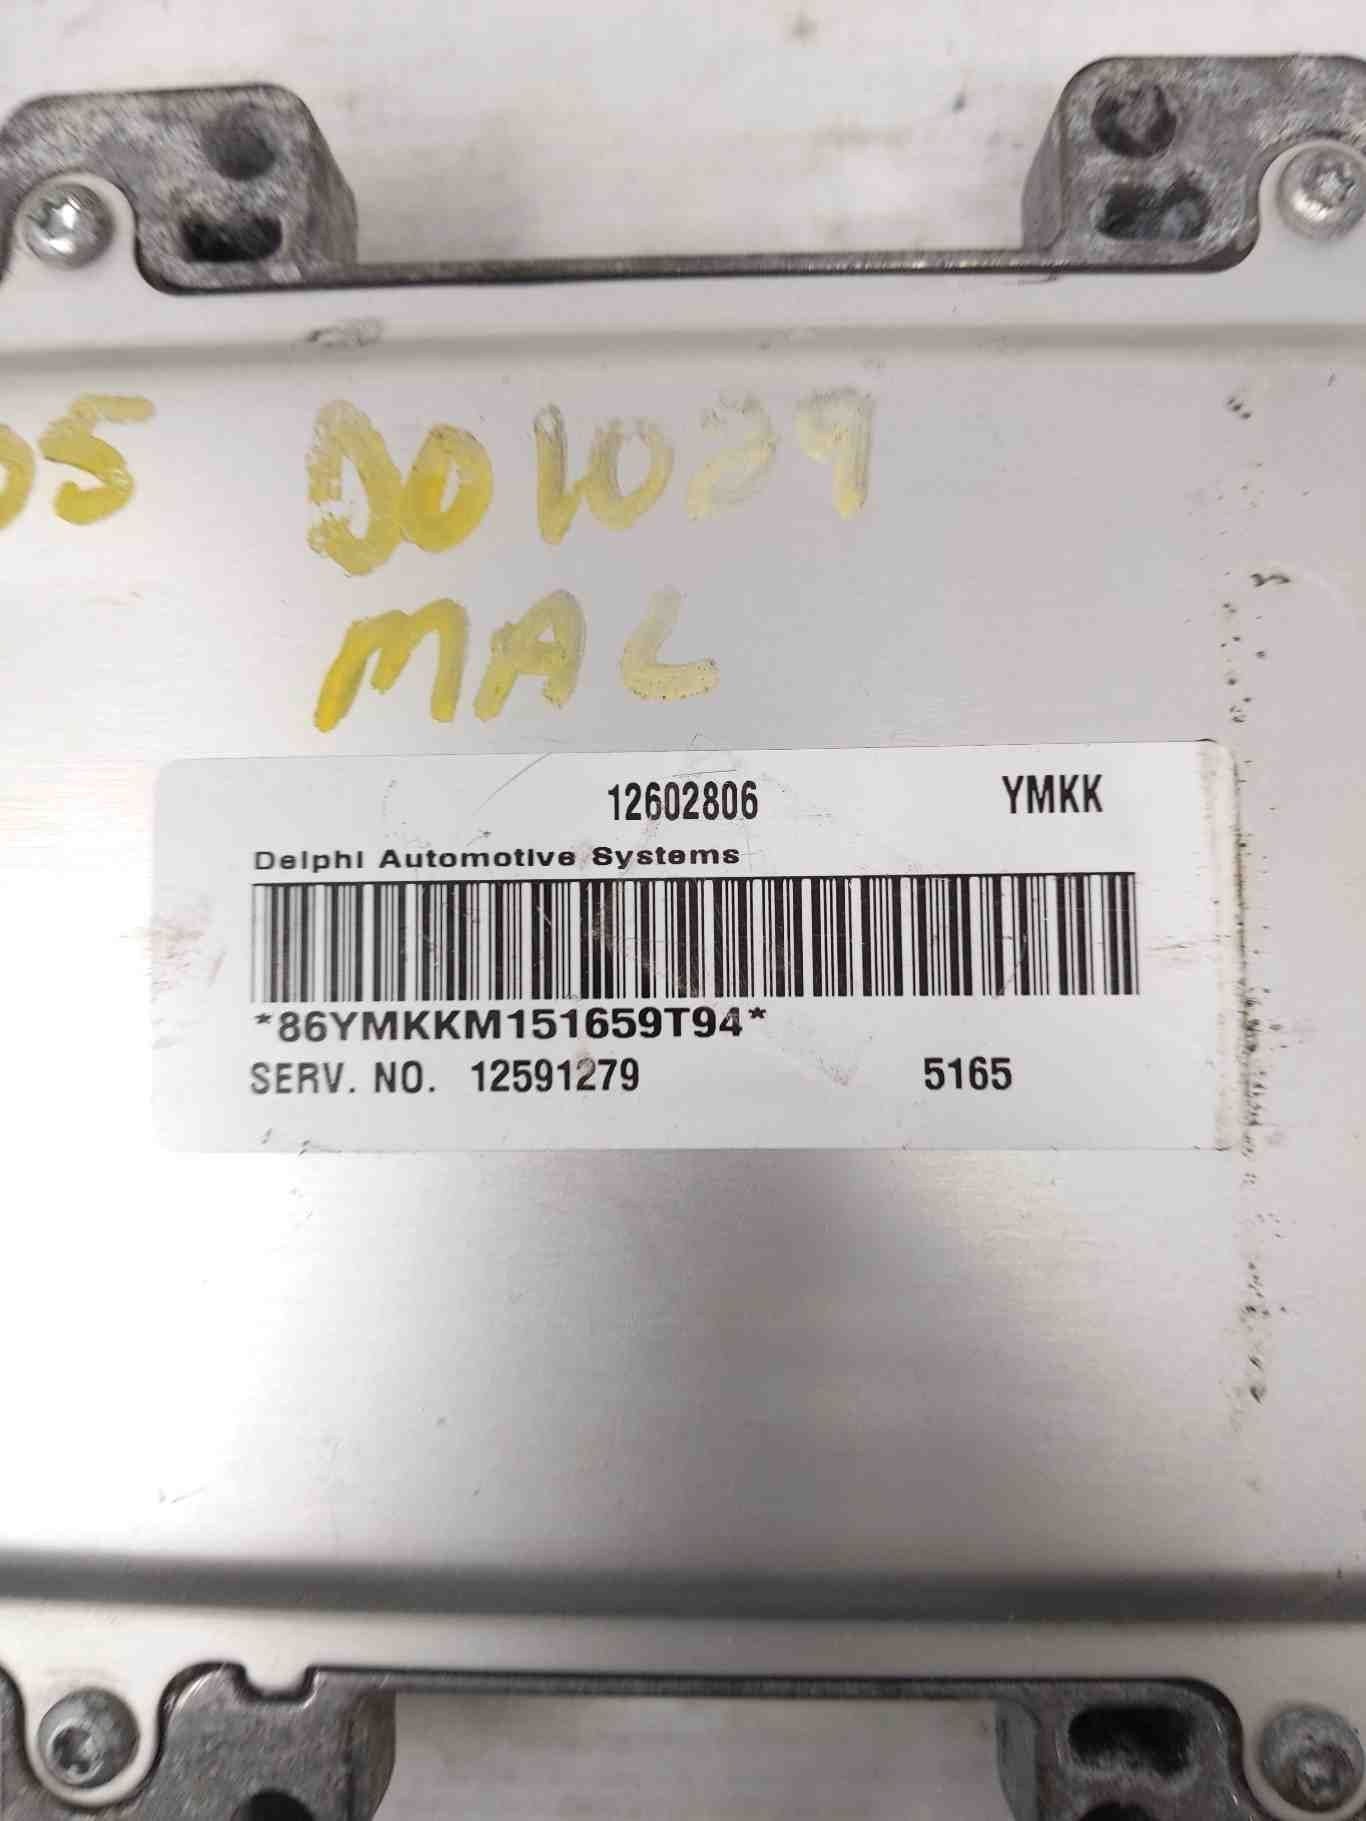 05 DO1029
MAL
12602806 YMKK
Delphi Automotive Systems
*86YMKKM151659T94*
SERV. NO. 12591279 5165